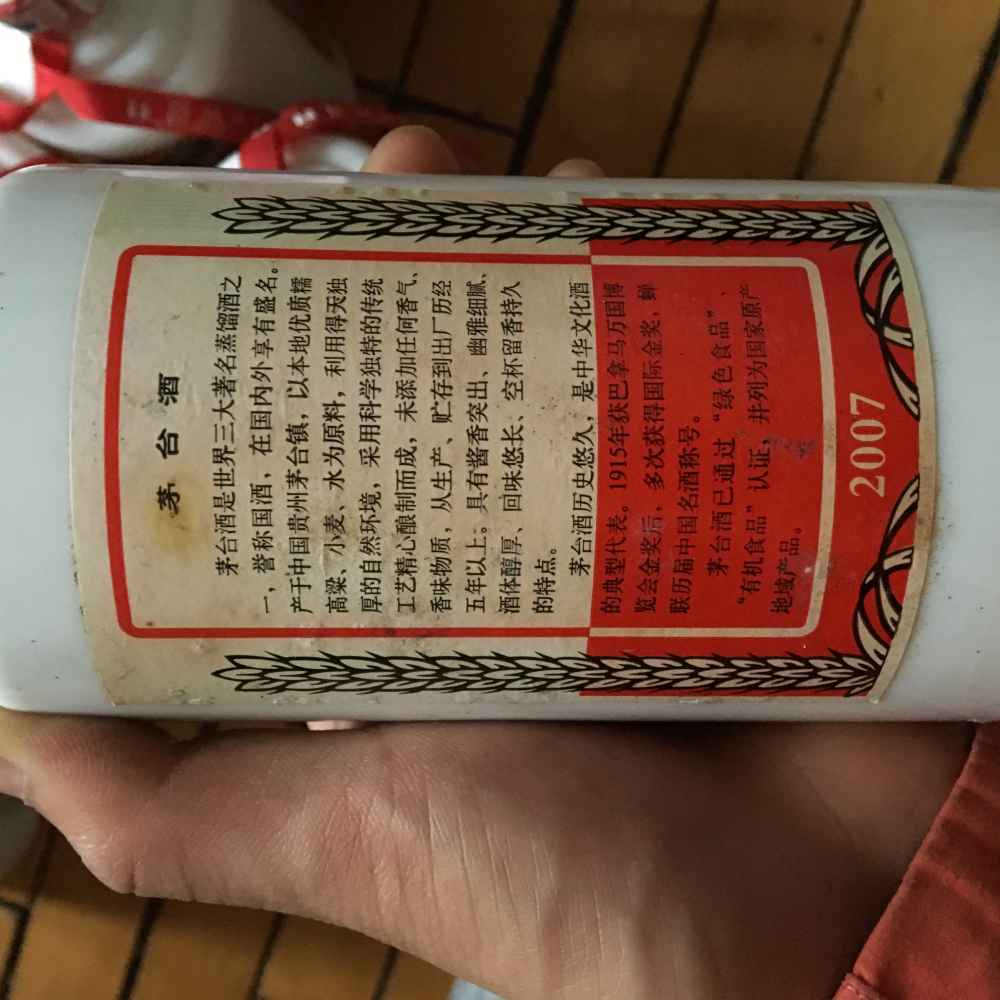 茅台酒
茅台酒是世界三大著名蒸馏酒之
一，誉称国酒，在国内外享有盛名。
产于中国贵州茅台镇，以本地优质糯
高粱、小麦、水为原料，利用得天独
厚的自然环境，采用科学独特的传统
工艺精心酿制而成，未添加任何香气、
香味物质，从生产、贮存到出厂历经
五年以上。具有酱香突出、幽雅细腻、
酒体醇厚、回味悠长、空杯留香持久
的特点。
茅台酒历史悠久，是中华文化酒
的典型代表。1915年获巴拿马万国博
览会金奖后，多次获得国际金奖，蝉
联历届中国名酒称号。
茅台酒已通过“绿色食品”、
“有机食品”认证，并列为国家原产
地域产品。
2007